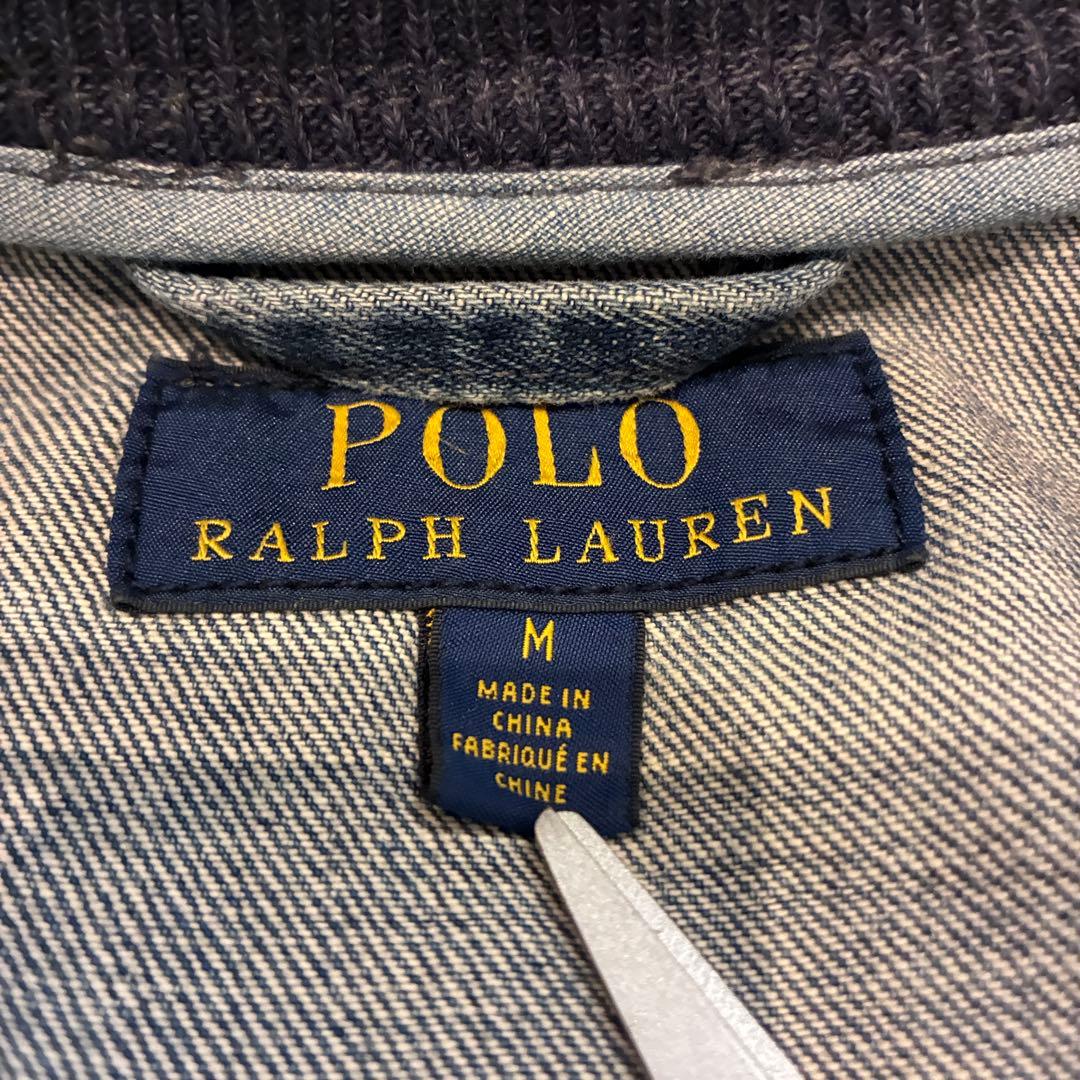 POLO
RALPH LAUREN
M
MADE IN
CHINA
FABRIQUÉ EN
CHINE